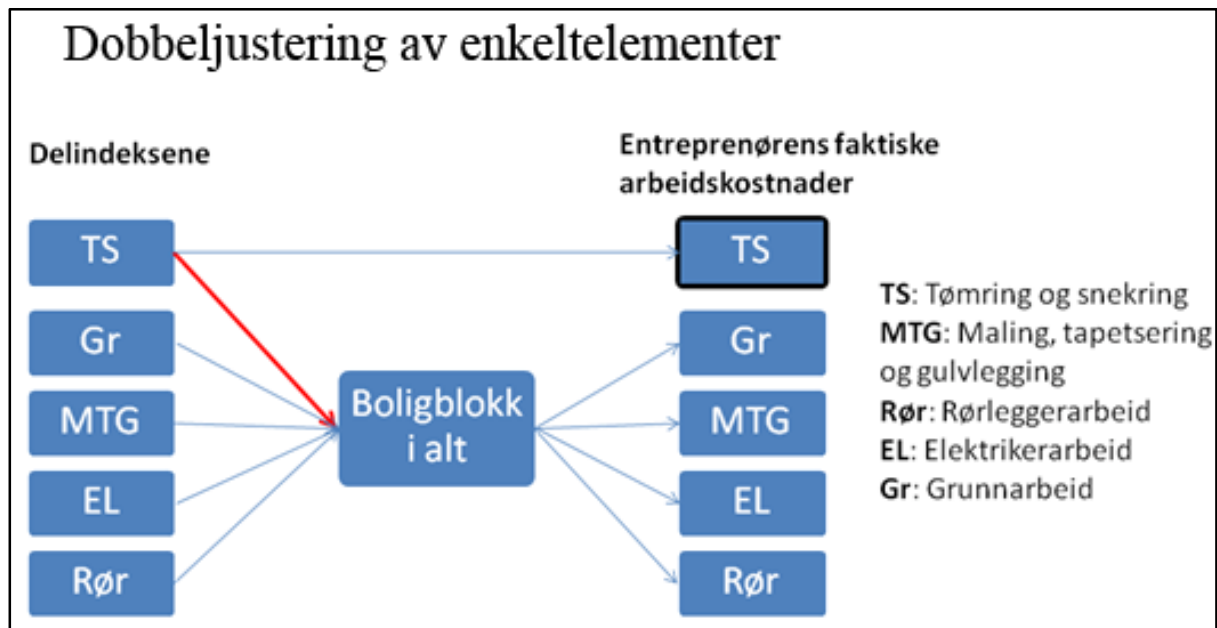 Dobbeljustering av enkeltelementer
Delindeksene
Entreprenørens faktiske
arbeidskostnader
TS
Gr
MTG
EL
Rør
Boligblokk
i alt
TS
Gr
MTG
EL
Rør
TS: Tømring og snekring
MTG: Maling, tapetsering
og gulvlegging
Rør: Rørleggerarbeid
EL: Elektrikerarbeid
Gr: Grunnarbeid